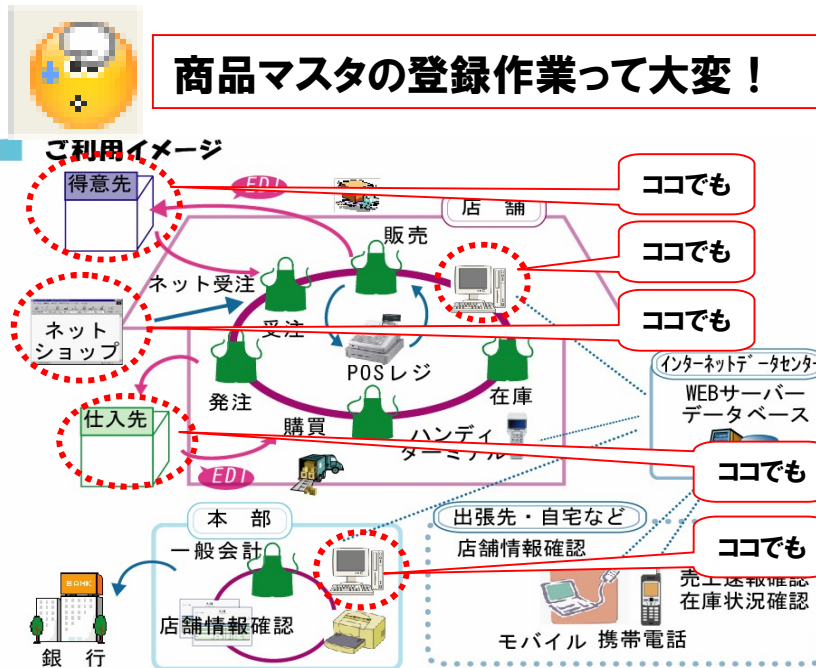 商品マスタの登録作業って大変！
ご利用イメージ
得意先
EDI
店　舗
ココでも
販売
ココでも
ネット受注
受注
ココでも
ネット
ショップ
POSレジ
インターネットデータセンター
WEBサーバー
データベース
発注
在庫
仕入先
購買
ハンディ
ターミナル
ココでも
EDI
本　部
出張先・自宅など
ココでも
一般会計
店舗情報確認
BANK
売上速報確認
在庫状況確認
店舗情報確認
モバイル
携帯電話
銀　行